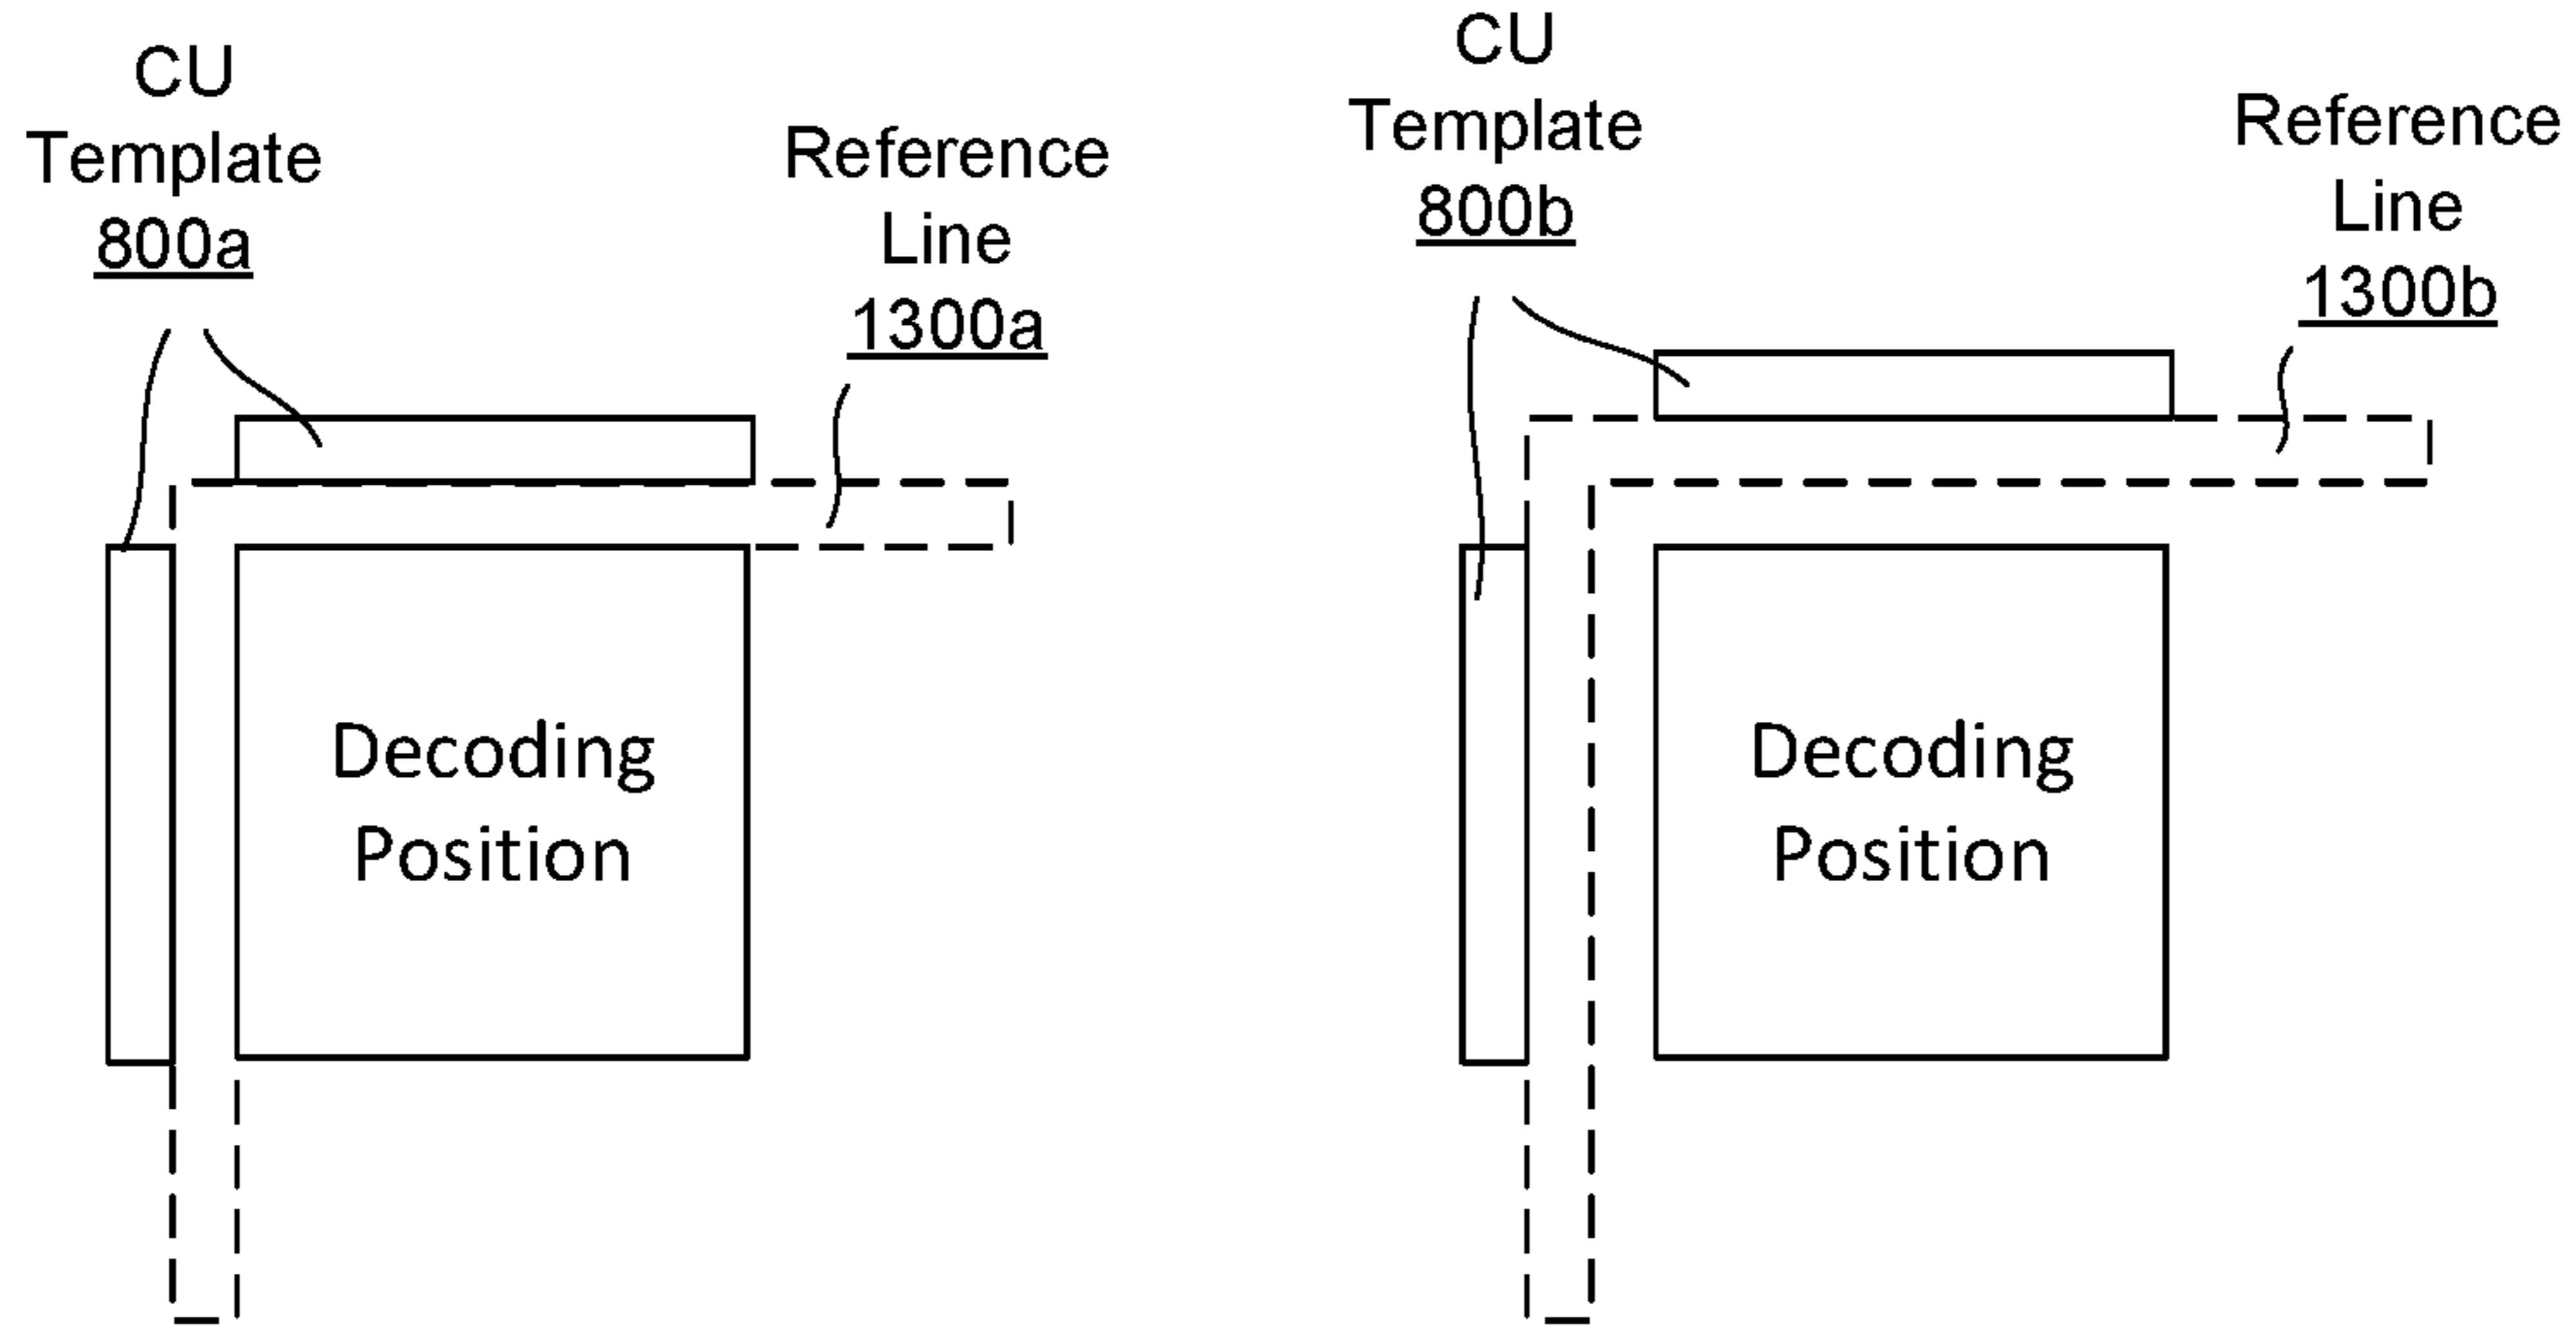 CU
Template
800a
Reference
Line
1300a
Decoding
Position
CU
Template
800b
Reference
Line
1300b
Decoding
Position